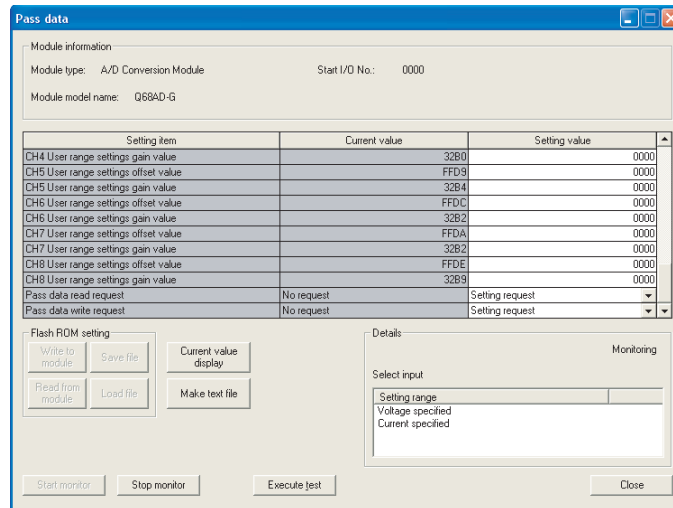 Pass data
Module information
Module type: A/D Conversion Module Start I/O No.: 0000
Module model name: Q68AD-G
Setting item Current value Setting value
CH4 User range settings gain value 32B0 0000
CH5 User range settings offset value FFD9 0000
CH5 User range settings gain value 32B4 0000
CH6 User range settings offset value FFDC 0000
CH6 User range settings gain value 32B2 0000
CH7 User range settings offset value FFDA 0000
CH7 User range settings gain value 32B2 0000
CH8 User range settings offset value FFDE 0000
CH8 User range settings gain value 32B9 0000
Pass data read request No request Setting request
Pass data write request No request Setting request
Flash ROM setting
Write to
module
Save file
Read from
module
Load file
Current value
display
Make text file
Details
Monitoring
Select input
Setting range
Voltage specified
Current specified
Start monitor Stop monitor Execute test Close